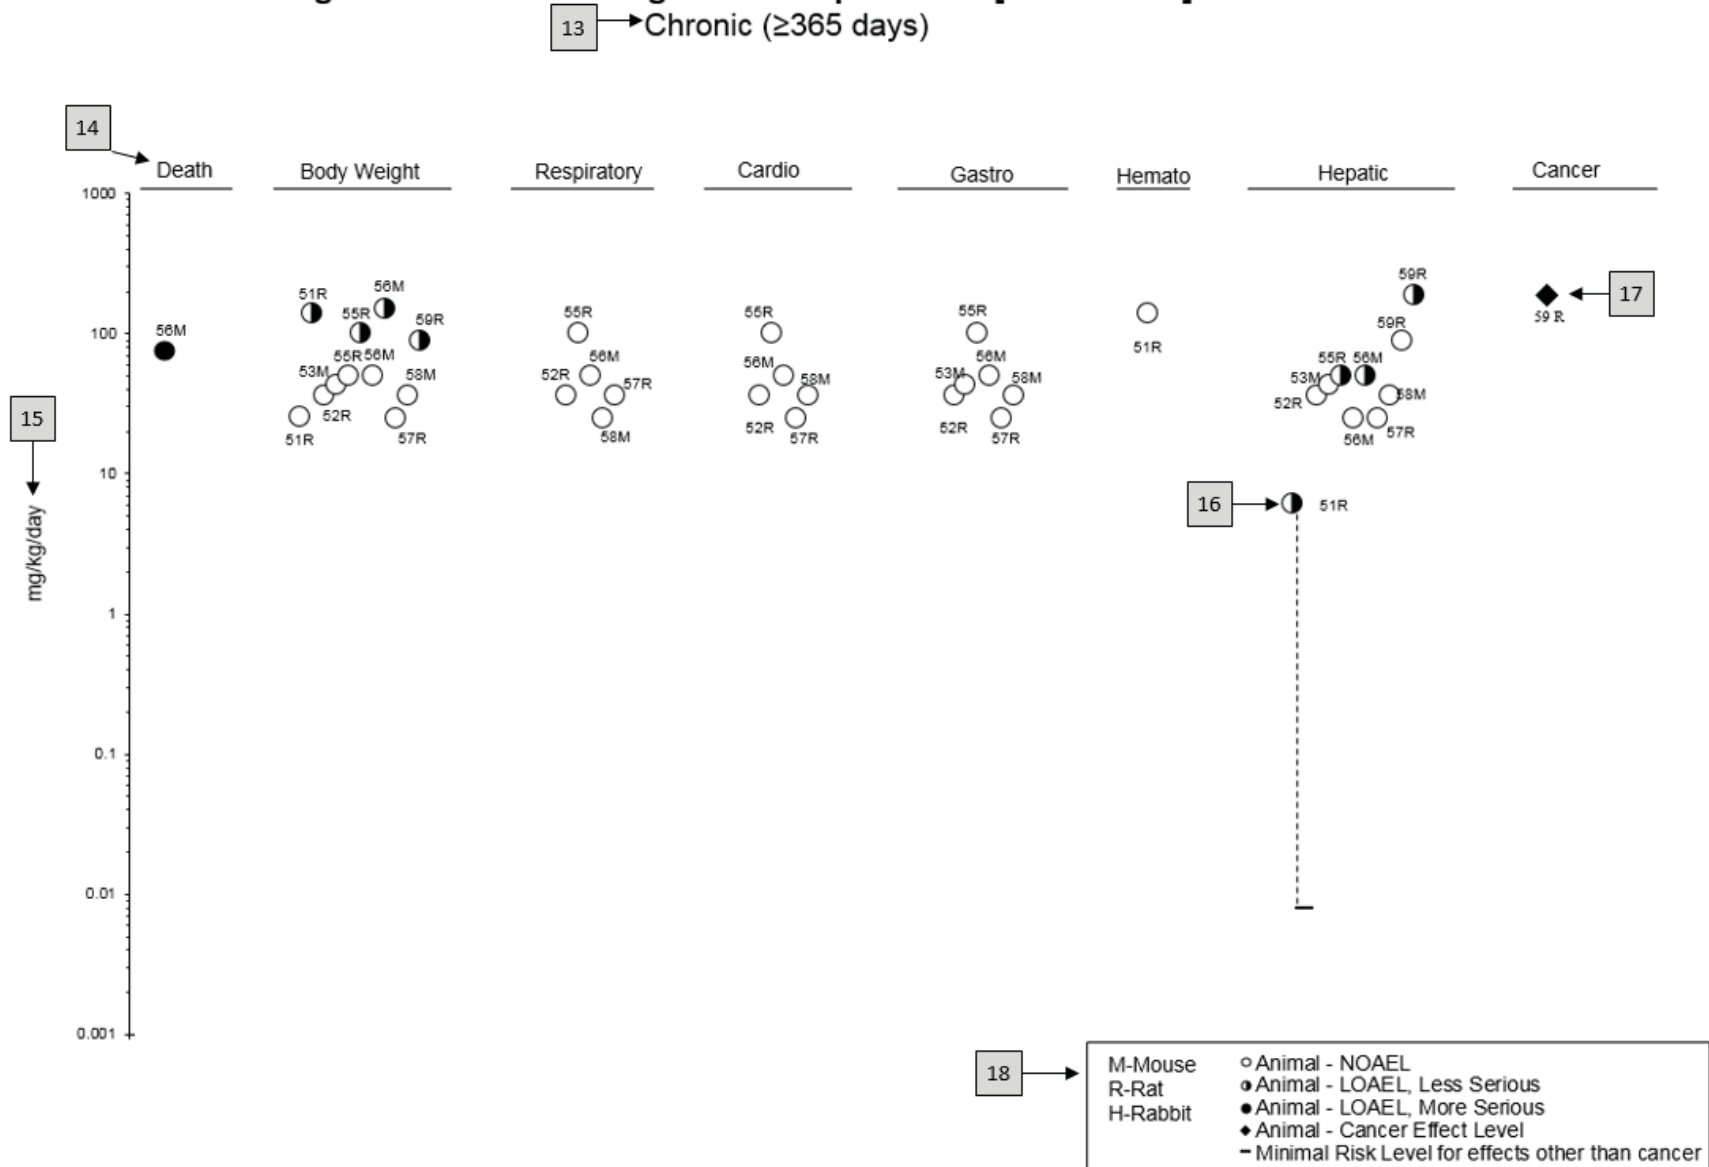 13 Chronic (≥365 days)
14
Death Body Weight Respiratory Cardio Gastro Hemato Hepatic Cancer
1000
59R
56M
51R
17
59 R
55R 59R 55R 55R 55R
56M
100
51R
59R
55R 56M 56M 56M 56M 55R 56M
53M 58M 52R 57R 58M 53M 58M 53M 58M
15
52R 52R
51R 57R 58M 52R 57R 52R 57R 56M 57R
10
16 51R
mg/kg/day
1
0.1
0.01
0.001
18
M-Mouse
R-Rat
H-Rabbit
Animal - NOAEL
Animal - LOAEL, Less Serious
Animal - LOAEL, More Serious
Animal - Cancer Effect Level
Minimal Risk Level for effects other than cancer